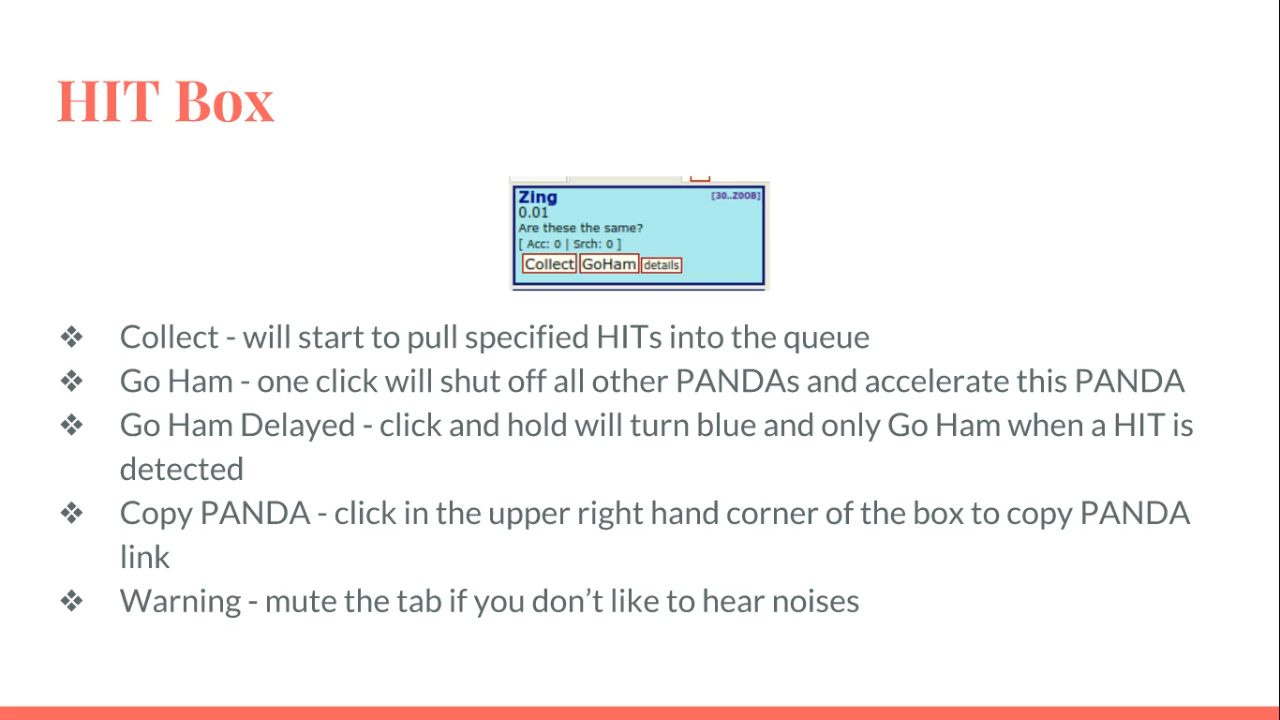 HIT Box
Zing [30..Z00B]
0.01
Are these the same?
[ Acc: 0 | Srch: 0 ]
Collect GoHam details
❖ Collect - will start to pull specified HITs into the queue
❖ Go Ham - one click will shut off all other PANDAs and accelerate this PANDA
❖ Go Ham Delayed - click and hold will turn blue and only Go Ham when a HIT is
detected
❖ Copy PANDA - click in the upper right hand corner of the box to copy PANDA
link
❖ Warning - mute the tab if you don’t like to hear noises